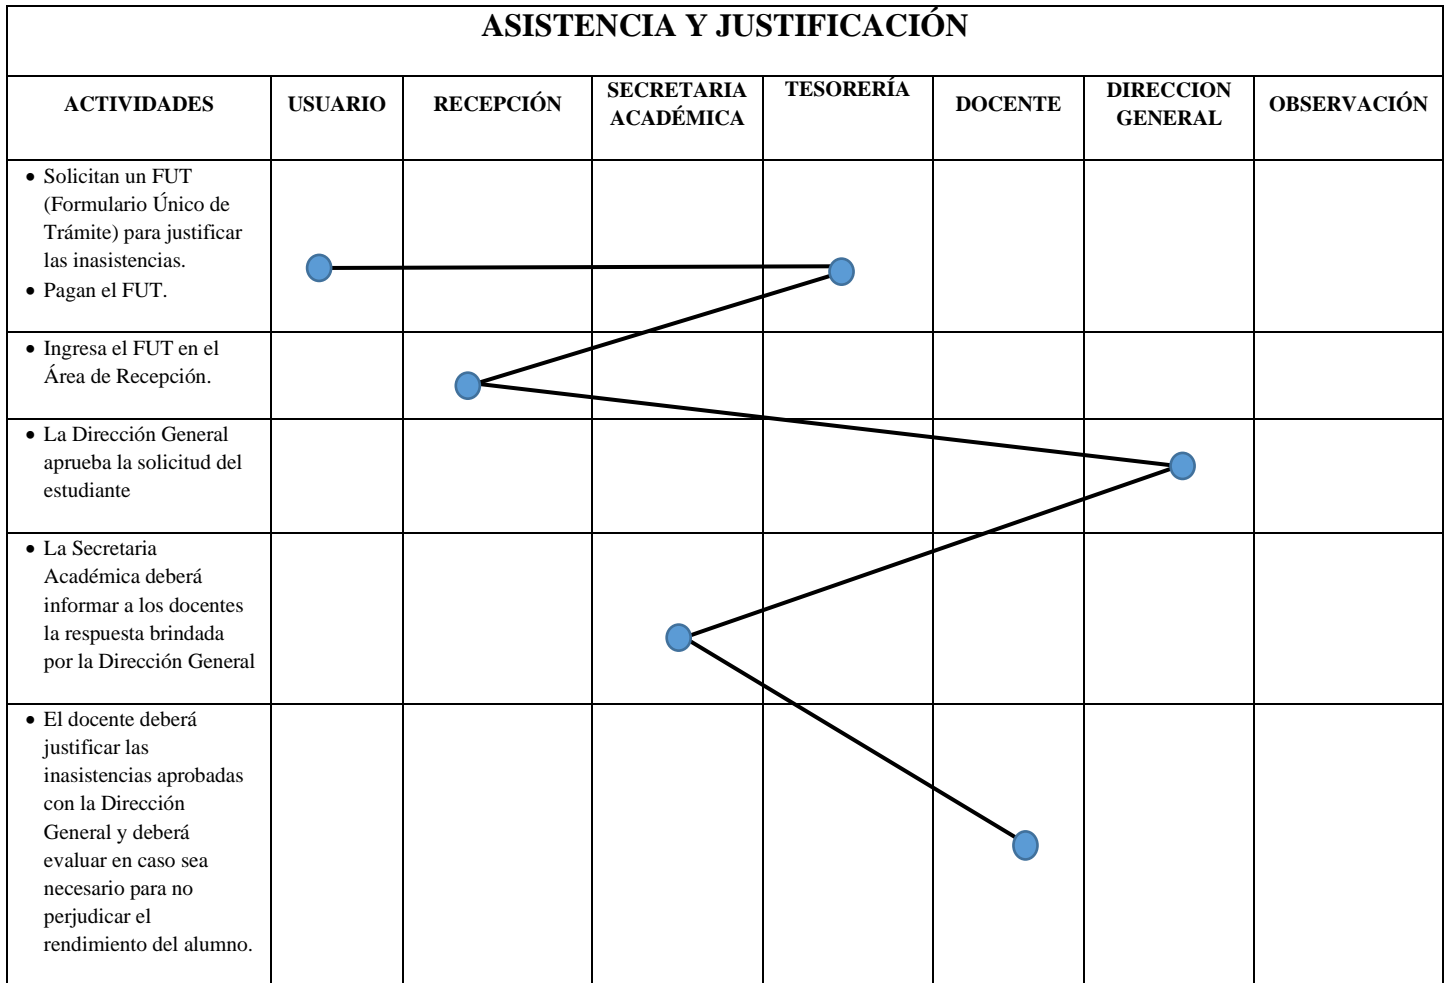 ASISTENCIA Y JUSTIFICACIÓN
ACTIVIDADES
USUARIO
RECEPCIÓN
SECRETARIA
ACADÉMICA
TESORERÍA
DOCENTE
DIRECCION
GENERAL
OBSERVACIÓN
• Solicitan un FUT
(Formulario Único de
Trámite) para justificar
las inasistencias.
• Pagan el FUT.
• Ingresa el FUT en el
Área de Recepción.
• La Dirección General
aprueba la solicitud del
estudiante
• La Secretaria
Académica deberá
informar a los docentes
la respuesta brindada
por la Dirección General
• El docente deberá
justificar las
inasistencias aprobadas
con la Dirección
General y deberá
evaluar en caso sea
necesario para no
perjudicar el
rendimiento del alumno.